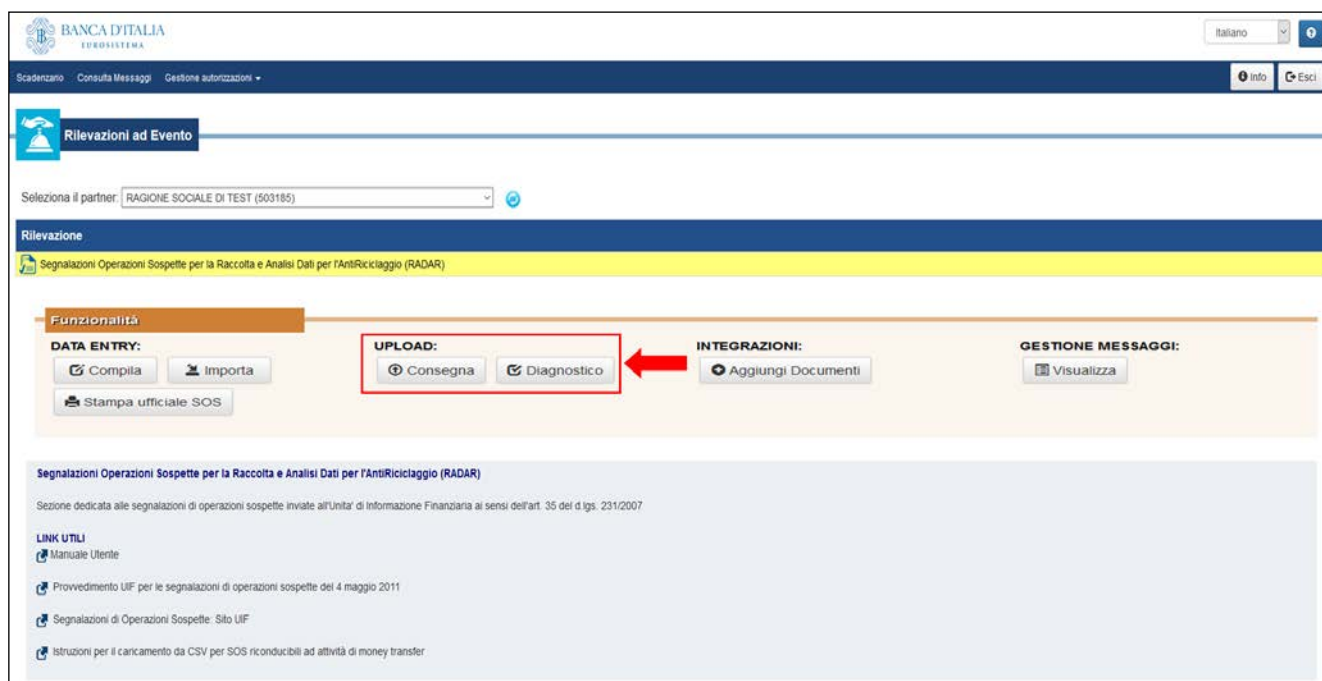 BANCA D'ITALIA
EUROSISTEMA
Italiano
Scadenzario Consulta Messaggi Gestione autorizzazioni
Info Esci
Rilevazioni ad Evento
Seleziona il partner: RAGIONE SOCIALE DI TEST (503185)
Rilevazione
Segnalazioni Operazioni Sospette per la Raccolta e Analisi Dati per l'AntiRiciclaggio (RADAR)
Funzionalità
DATA ENTRY: UPLOAD: INTEGRAZIONI: GESTIONE MESSAGGI:
Compila Importa Consegna Diagnostico Aggiungi Documenti Visualizza
Stampa ufficiale SOS
Segnalazioni Operazioni Sospette per la Raccolta e Analisi Dati per l'AntiRiciclaggio (RADAR)
Sezione dedicata alle segnalazioni di operazioni sospette inviate all'Unita' di Informazione Finanziaria ai sensi dell'art. 35 del d.lgs. 231/2007
LINK UTILI
Manuale Utente
Provvedimento UIF per le segnalazioni di operazioni sospette del 4 maggio 2011
Segnalazioni di Operazioni Sospette: Sito UIF
Istruzioni per il caricamento da CSV per SOS riconducibili ad attività di money transfer